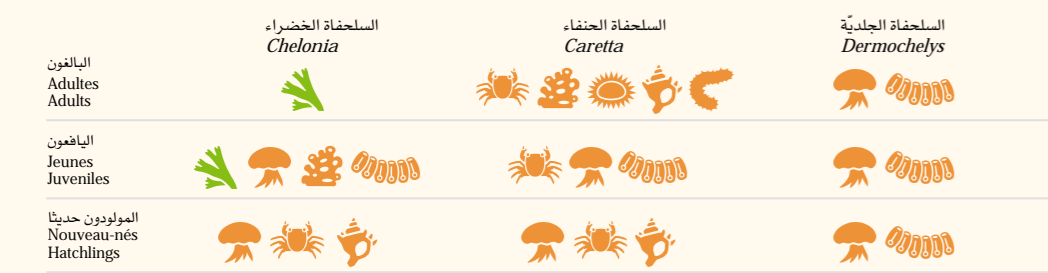 السلحفاة الخضراء
Chelonia
السلحفاة الحنفاء
Caretta
السلحفاة الجلديّة
Dermochelys
البالغون
Adultes
Adults
اليافعون
Jeunes
Juveniles
المولودون حديثا
Nouveau-nés
Hatchlings